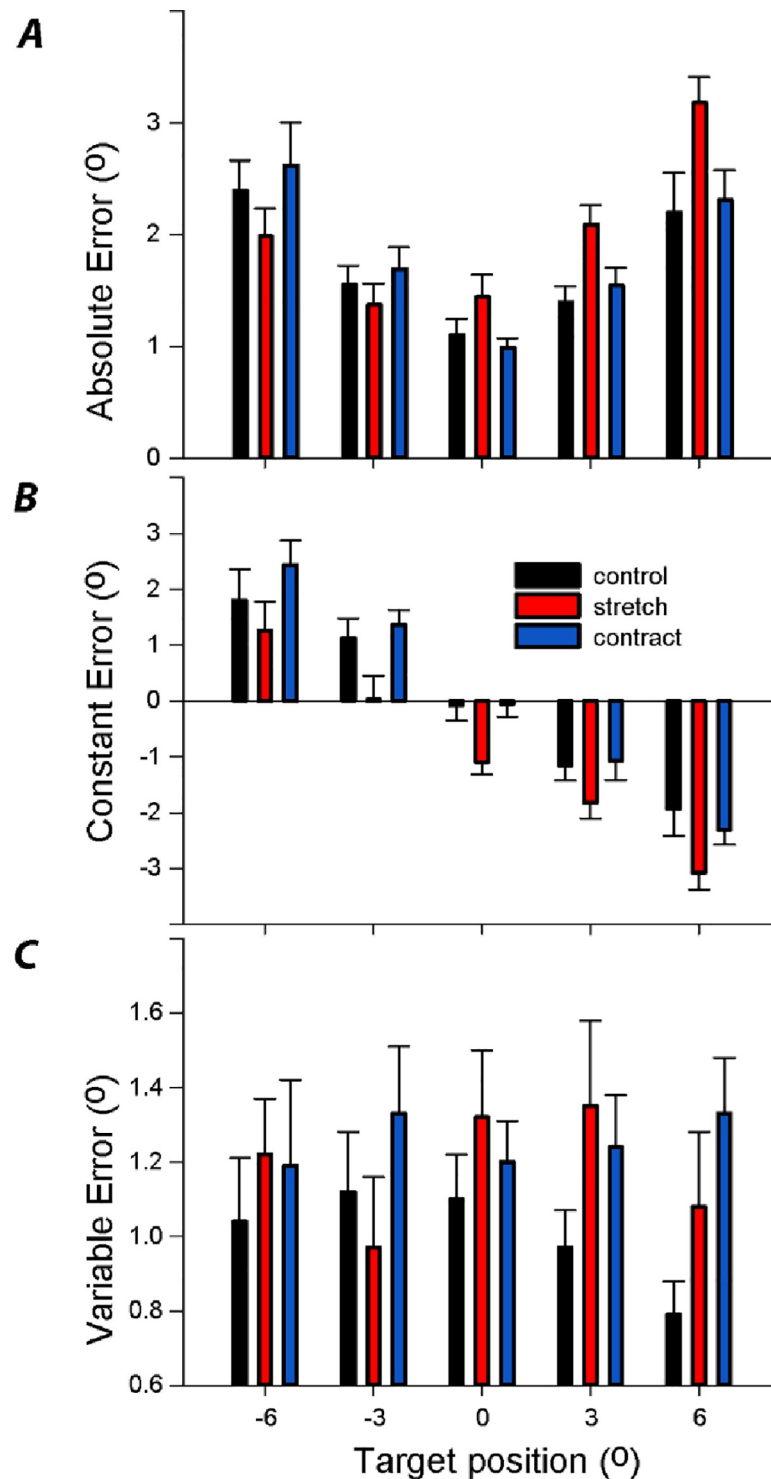 A
Absolute Error (º)
3
2
1
0
B
Constant Error (º)
3
2
1
0
-1
-2
-3
control
stretch
contract
C
Variable Error (º)
1.6
1.4
1.2
1.0
0.8
0.6
-6 -3 0 3 6
Target position (º)